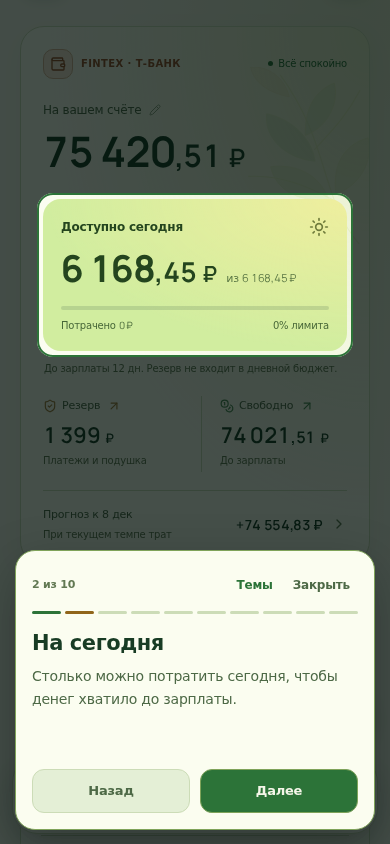 FINTEX · Т-БАНК
Всё спокойно
На вашем счёте
75 420,51 ₽
Доступно сегодня
6 168,45 ₽ из 6 168,45 ₽
Потрачено 0 ₽
0% лимита
До зарплаты 12 дн. Резерв не входит в дневной бюджет.
Резерв
1 399 ₽
Платежи и подушка
Свободно
74 021,51 ₽
До зарплаты
Прогноз к 8 дек
При текущем темпе трат
+74 554,83 ₽
2 из 10
Темы
Закрыть
На сегодня
Столько можно потратить сегодня, чтобы
денег хватило до зарплаты.
Назад
Далее